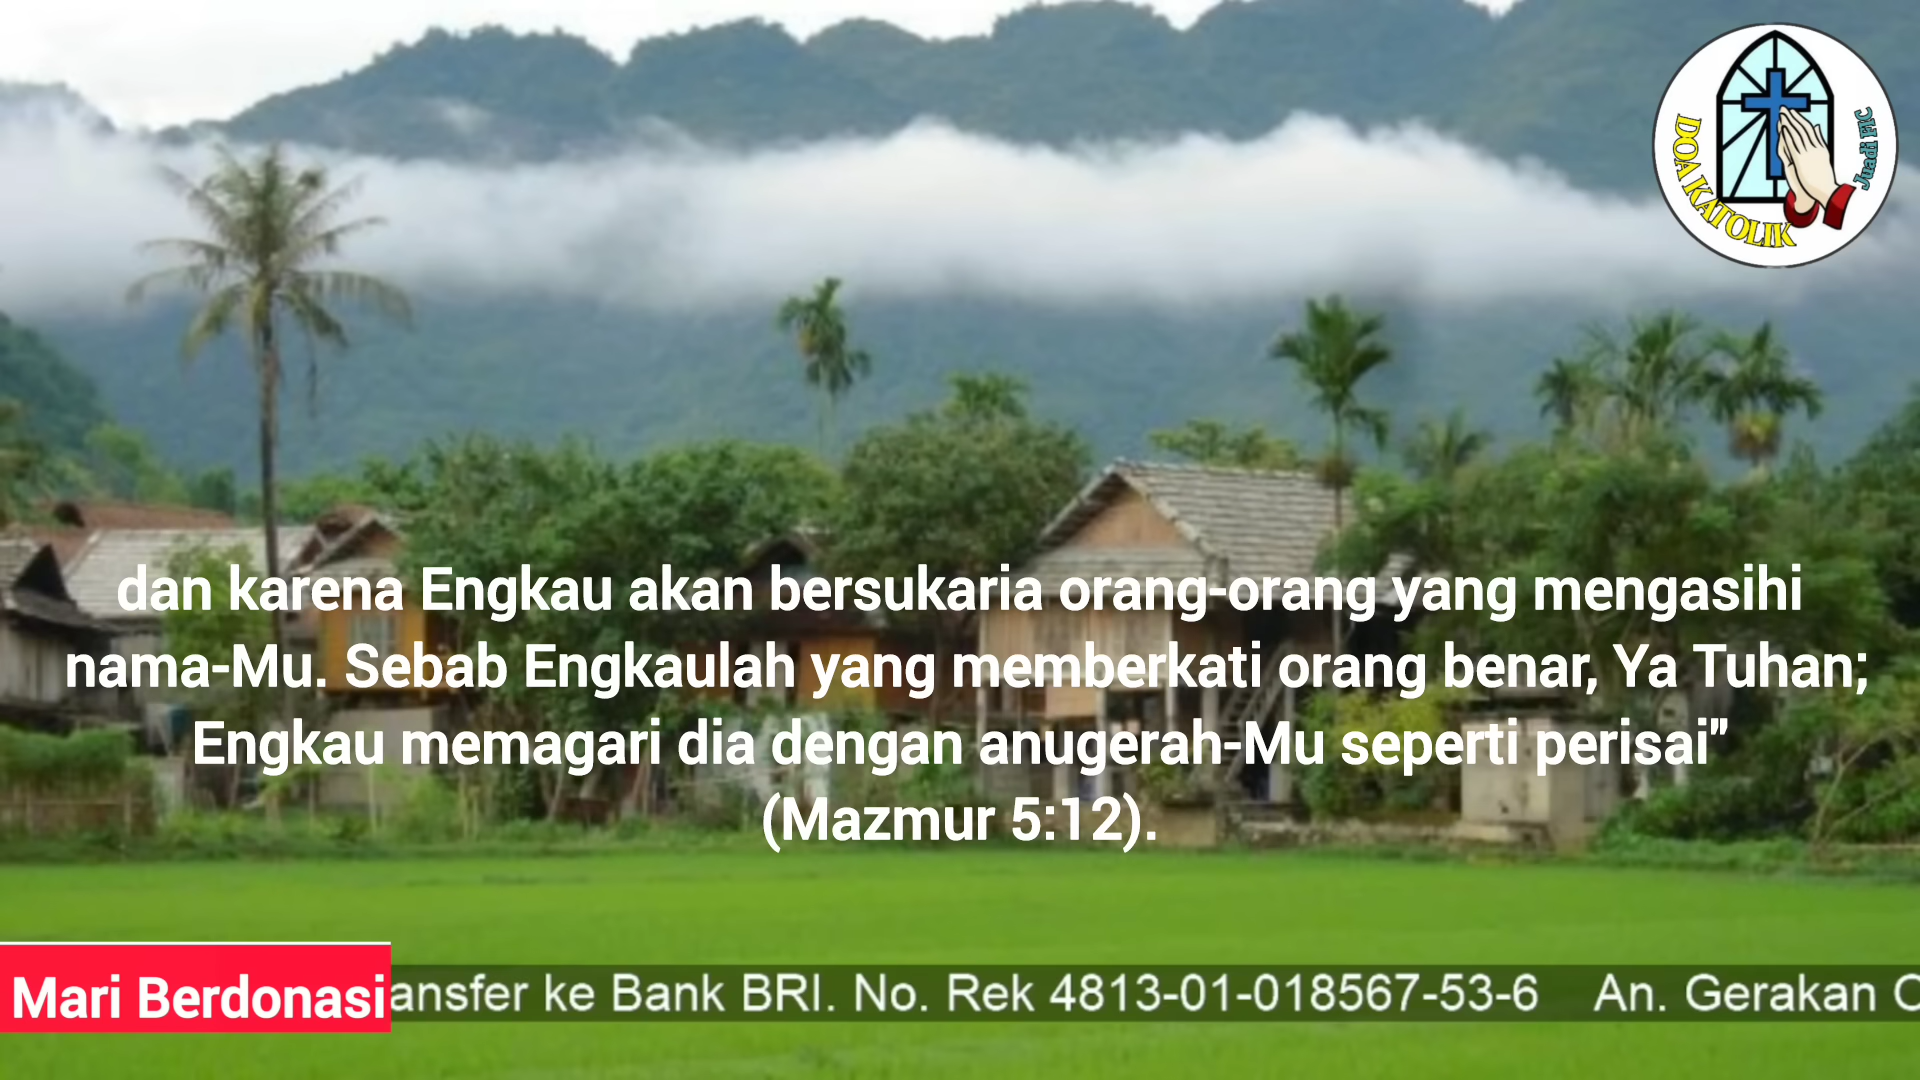 DOA KATOLIK
Juadi FIC
dan karena Engkau akan bersukaria orang-orang yang mengasihi
nama-Mu. Sebab Engkaulah yang memberkati orang benar, Ya Tuhan;
Engkau memagari dia dengan anugerah-Mu seperti perisai"
(Mazmur 5:12).
Mari Berdonasi ansfer ke Bank BRI. No. Rek 4813-01-018567-53-6 An. Gerakan